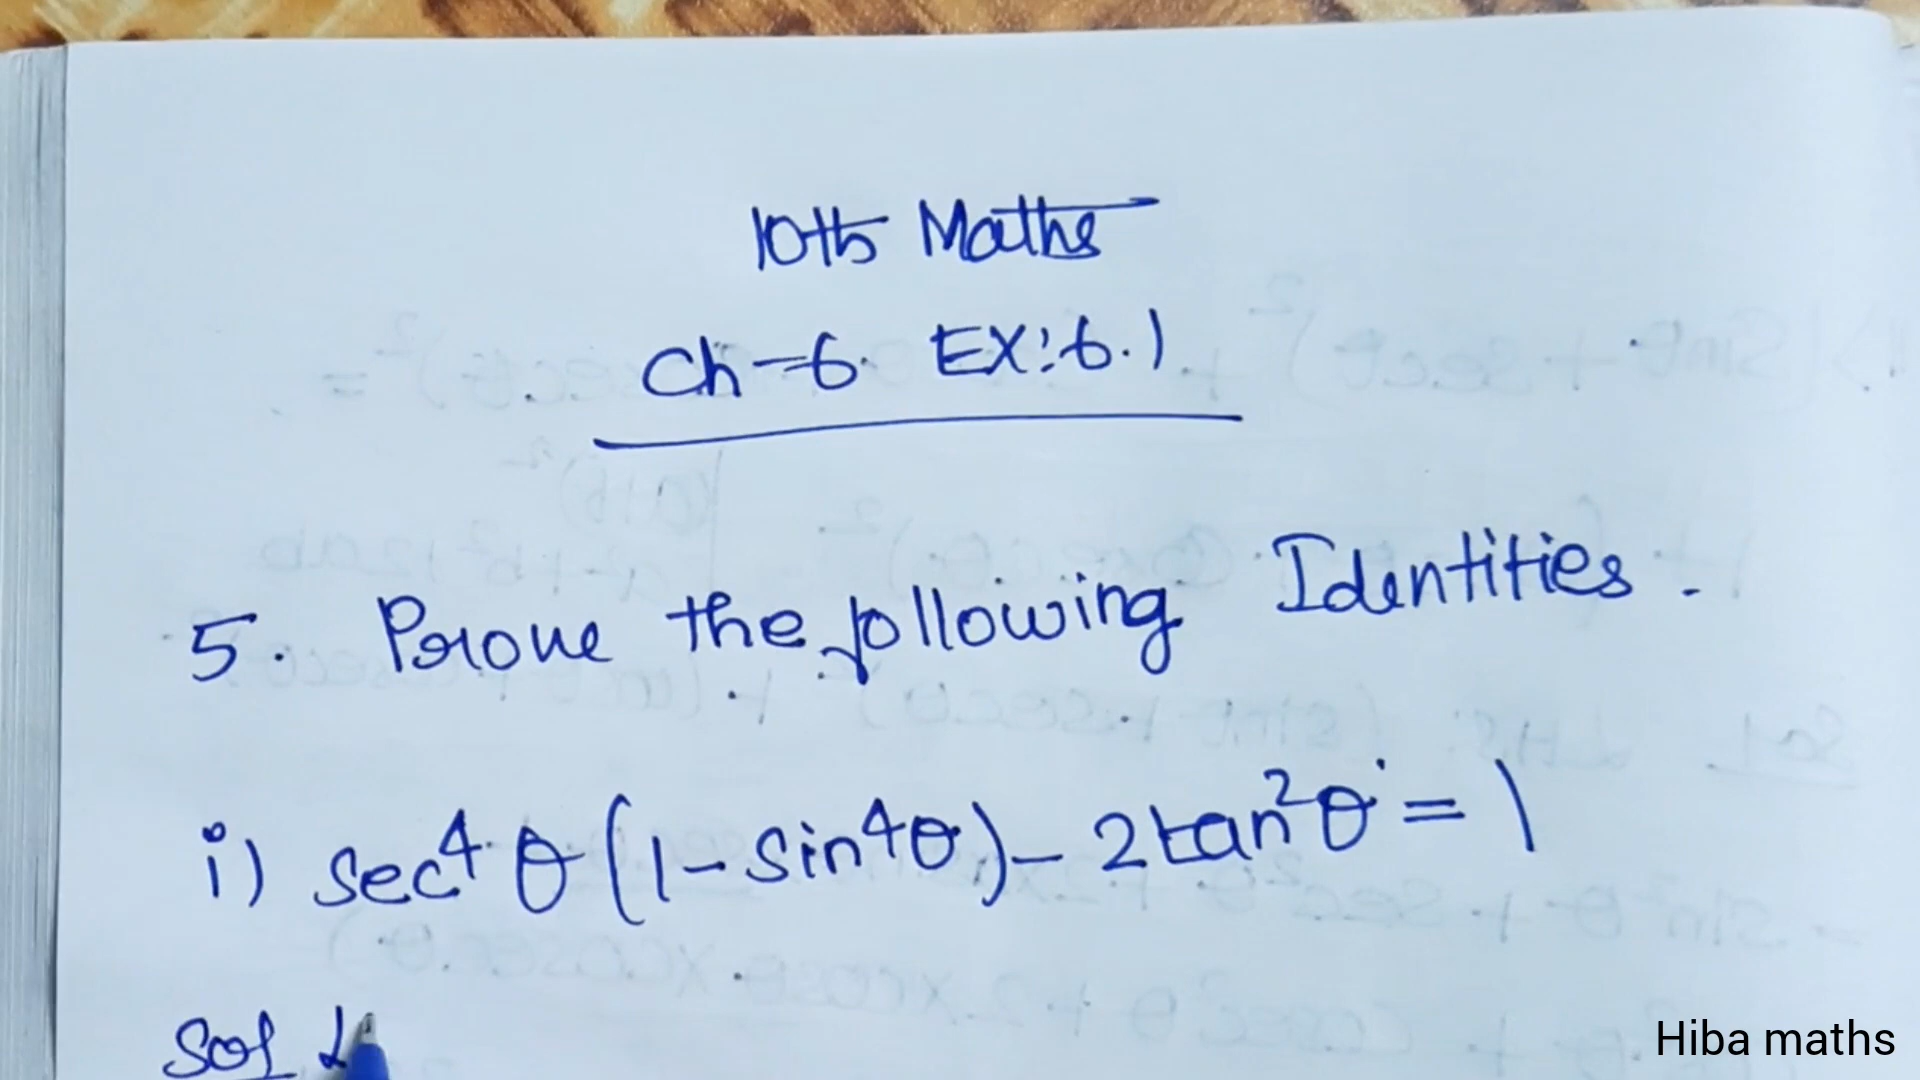 10th Maths
Ch-6. EX:6.1
5. Prove the following Identities.
i) sec⁴θ(1-sin⁴θ)-2tan²θ=1
Sol L
Hiba maths